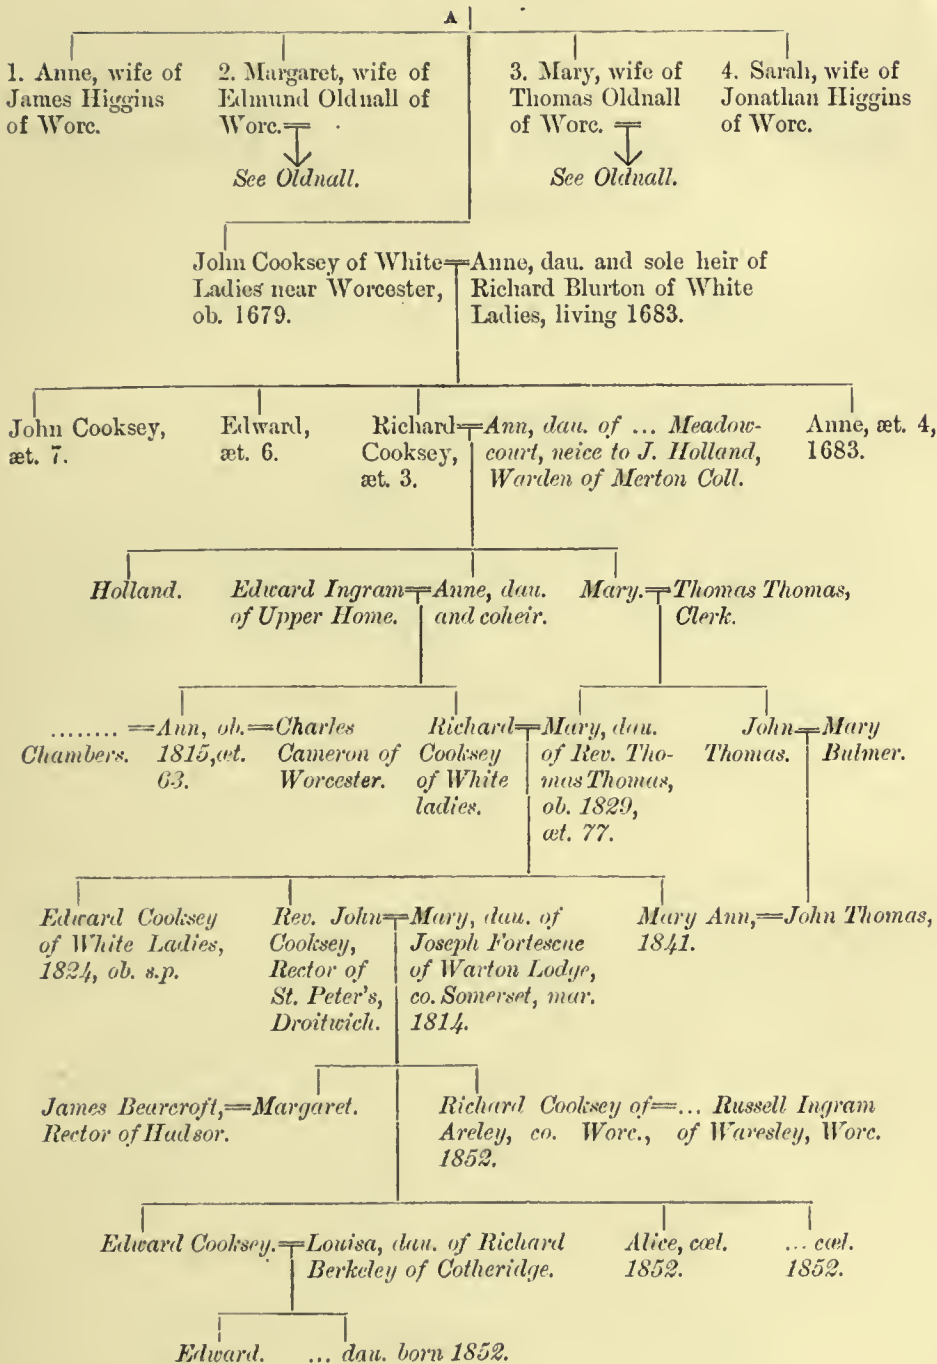 A
1. Anne, wife of
James Higgins
of Worc.
2. Margaret, wife of
Edmund Oldnall of
Worc.
See Oldnall.
3. Mary, wife of
Thomas Oldnall
of Worc.
See Oldnall.
4. Sarah, wife of
Jonathan Higgins
of Worc.
John Cooksey of White
Ladies near Worcester,
ob. 1679.
Anne, dau. and sole heir of
Richard Blurton of White
Ladies, living 1683.
John Cooksey,
æt. 7.
Edward,
æt. 6.
Richard
Cooksey,
æt. 3.
Ann, dau. of ... Meadow-
court, neice to J. Holland,
Warden of Merton Coll.
Anne, æt. 4,
1683.
Holland.
Edward Ingram
of Upper Home.
Anne, dau.
and coheir.
Mary.
Thomas Thomas,
Clerk.
........
Chambers.
Ann, ob.
1815, æt.
63.
Charles
Cameron of
Worcester.
Richard
Cooksey
of White
ladies.
Mary, dau.
of Rev. Tho-
mas Thomas,
ob. 1829,
æt. 77.
John
Thomas.
Mary
Bulmer.
Edward Cooksey
of White Ladies,
1824, ob. s.p.
Rev. John
Cooksey,
Rector of
St. Peter's,
Droitwich.
Mary, dau. of
Joseph Fortescue
of Warton Lodge,
co. Somerset, mar.
1814.
Mary Ann,
1841.
John Thomas,
James Bearcroft,
Rector of Hadsor.
Margaret.
Richard Cooksey of
Areley, co. Worc.,
1852.
... Russell Ingram
of Waresley, Worc.
Edward Cooksey.
Louisa, dau. of Richard
Berkeley of Cotheridge.
Alice, cœl.
1852.
... cœl.
1852.
Edward.
... dau. born 1852.